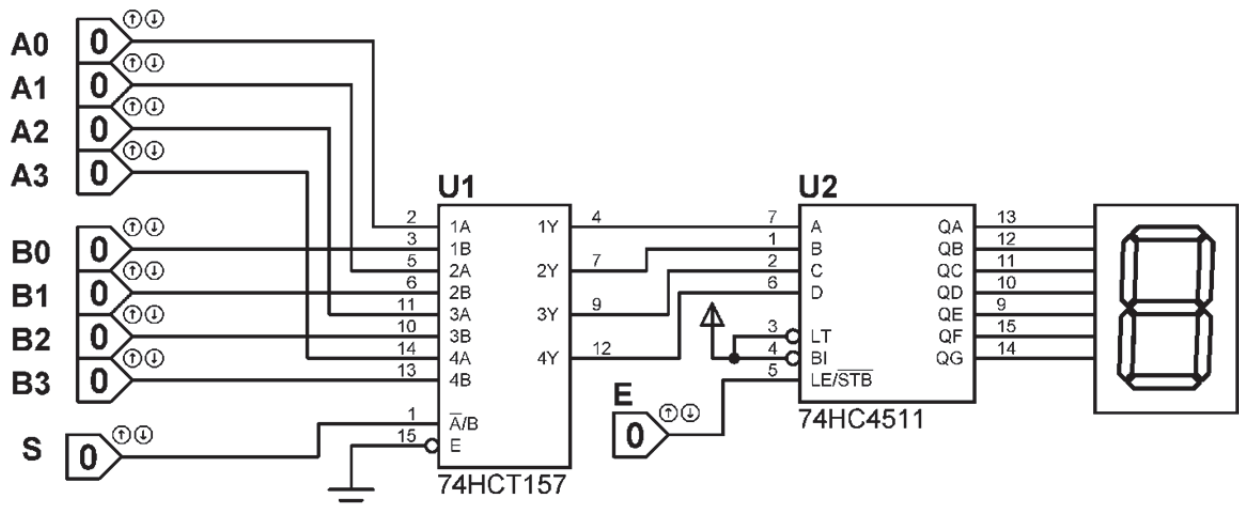 A0 0
A1 0
A2 0
A3 0
B0 0
B1 0
B2 0
B3 0
S 0
U1
2 1A 1Y 4
3 1B
5 2A 2Y 7
6 2B
11 3A 3Y 9
10 3B
14 4A 4Y 12
13 4B
1 A̅/B
15 E
74HCT157
E 0
U2
7 A QA 13
1 B QB 12
2 C QC 11
6 D QD 10
QE 9
3 LT QF 15
4 BI QG 14
5 LE/S̅T̅B̅
74HC4511